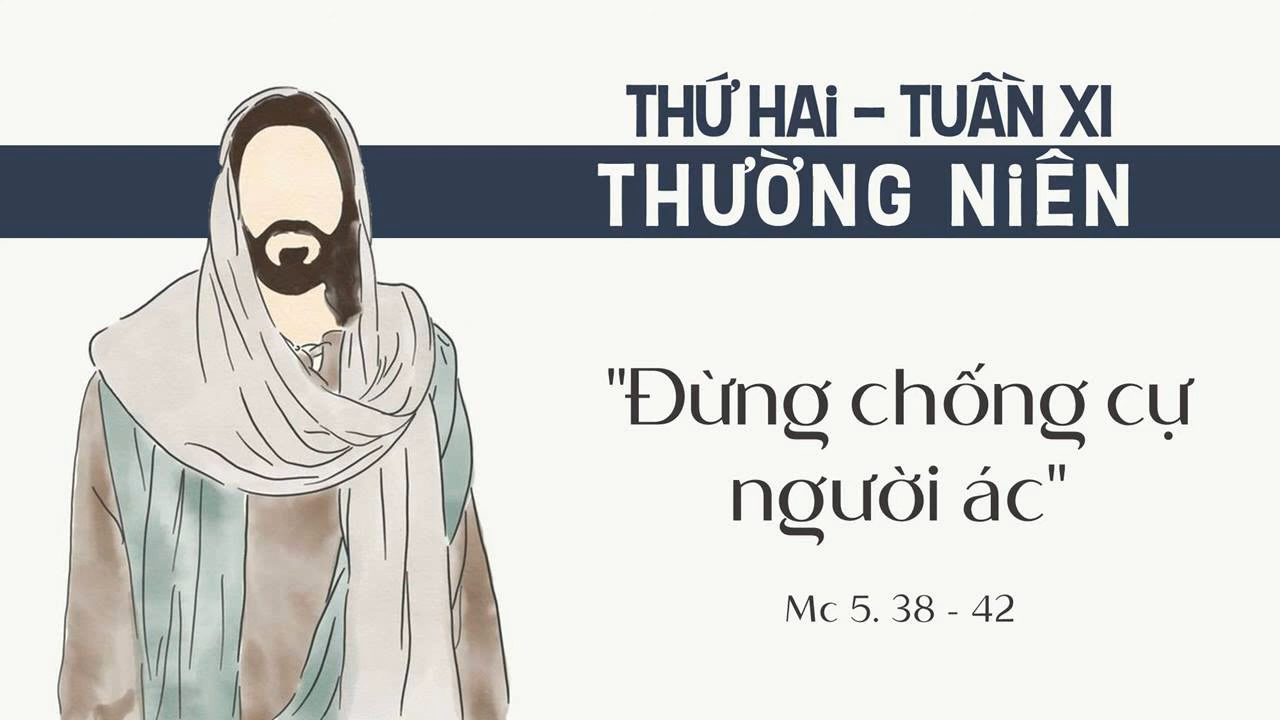 THỨ HAi – TUẦN XI
THƯỜNG NiÊN
"Đừng chống cự
người ác"
Mc 5. 38 - 42